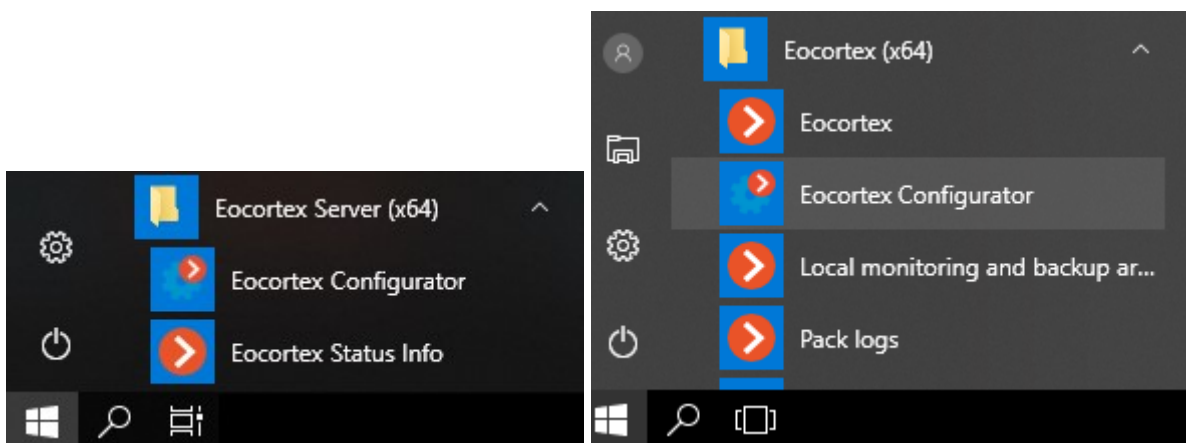 Eocortex Server (x64)
Eocortex Configurator
Eocortex Status Info
Eocortex (x64)
Eocortex
Eocortex Configurator
Local monitoring and backup ar...
Pack logs